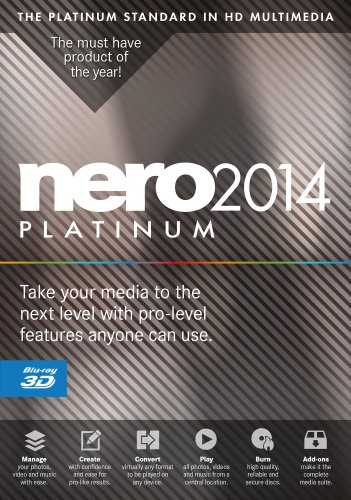 THE PLATINUM STANDARD IN HD MULTIMEDIA
The must have
product of
the year!
nero2014
PLATINUM
Take your media to the
next level with pro-level
features anyone can use.
Blu-ray
3D
Manage
your photos,
video and music
with ease.
Create
with confidence
and ease for
pro-like results.
Convert
virtually any format
to be played on
any device.
Play
all photos, videos
and music from a
central location.
Burn
high quality,
reliable and
secure discs.
Add-ons
make it the
complete
media suite.